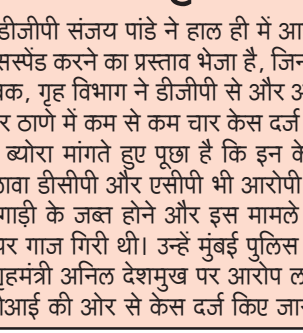 डीजीपी संजय पांडे ने हाल ही में
सस्पेंड करने का प्रस्ताव भेजा है,
गृह विभाग ने डीजीपी से और
ठाणे में कम से कम चार केस दर्ज
ब्योरा मांगते हुए पूछा है कि इन के
डीसीपी और एसीपी भी आरोपी
गाड़ी के जब्त होने और इस मामले
पर गाज गिरी थी। उन्हें मुंबई पुलिस
गृहमंत्री अनिल देशमुख पर आरोप
की ओर से केस दर्ज किए